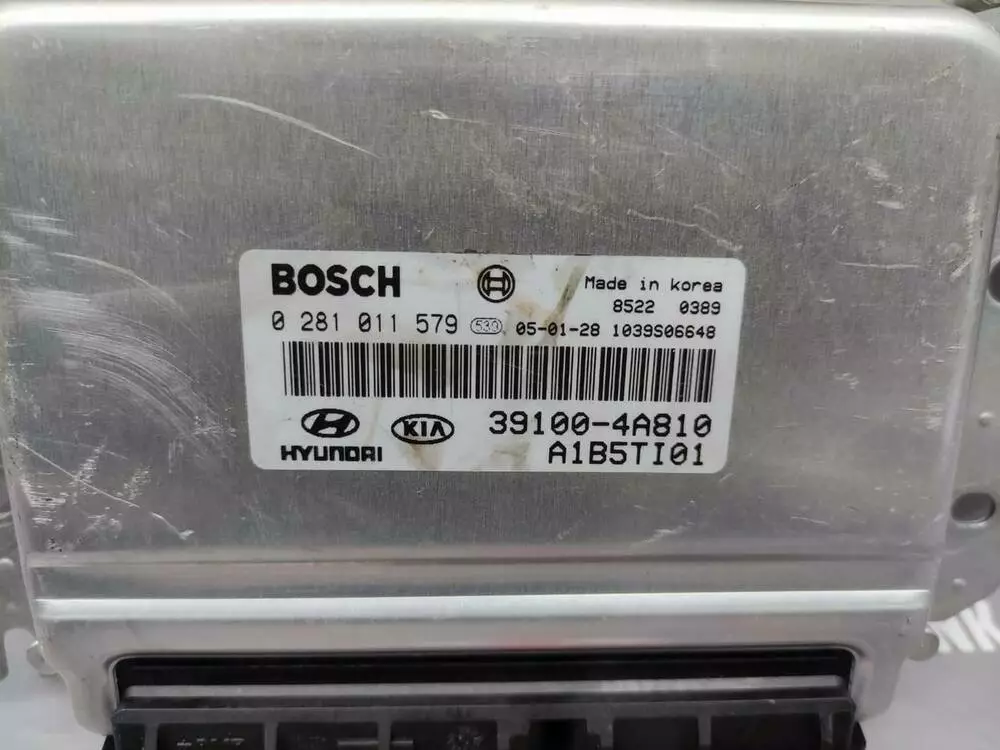 BOSCH
Made in korea
8522 0389
0 281 011 579 530 05-01-28 1039S06648
HYUNDAI KIA 39100-4A810
A1B5TI01